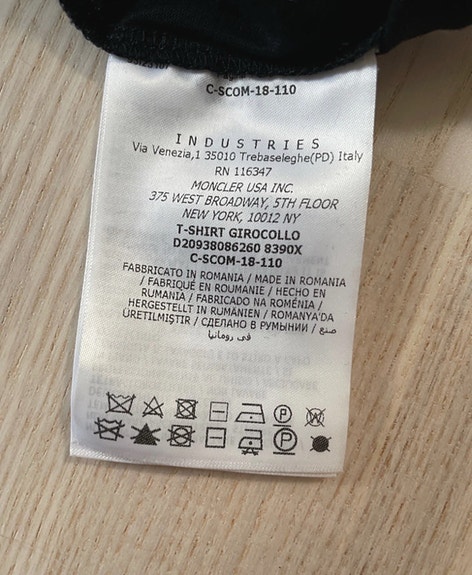 C-SCOM-18-110
INDUSTRIES
Via Venezia,1 35010 Trebaseleghe(PD) Italy
RN 116347
MONCLER USA INC.
375 WEST BROADWAY, 5TH FLOOR
NEW YORK, 10012 NY
T-SHIRT GIROCOLLO
D20938086260 8390X
C-SCOM-18-110
FABBRICATO IN ROMANIA / MADE IN ROMANIA
/ FABRIQUÉ EN ROUMANIE / HECHO EN
RUMANIA / FABRICADO NA ROMÉNIA /
HERGESTELLT IN RUMÄNIEN / ROMANYA'DA
ÜRETILMIŞTIR / СДЕЛАНО В РУМЫНИИ / صنع
في رومانيا